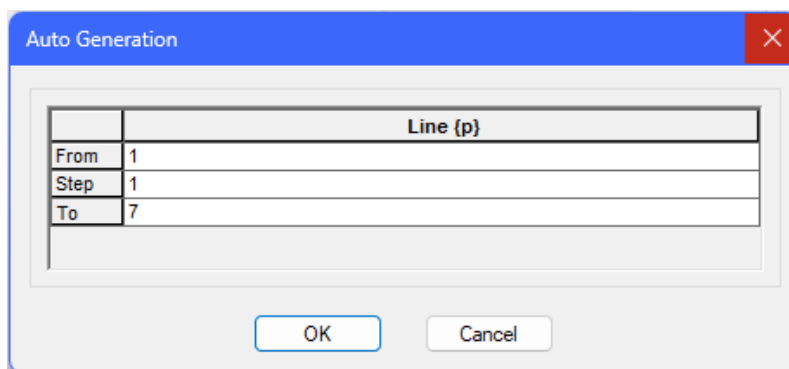 Auto Generation
Line {p}
From 1
Step 1
To 7
OK Cancel